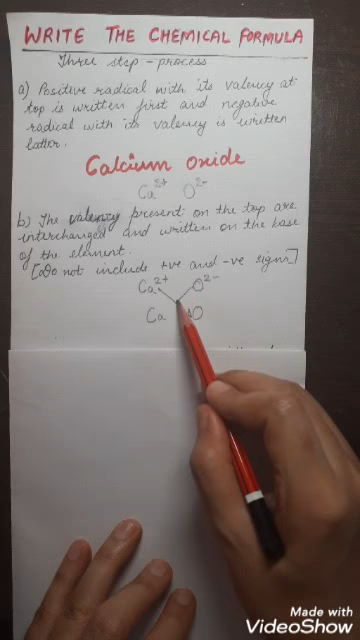 WRITE THE CHEMICAL FORMULA
Three step-process
a) Positive radical with its valency at
top is written first and negative
radical with its valency is written
latter.
Calcium oxide
Ca²⁺ O²⁻
b) The valency present on the top are
interchanged and written on the base
of the element.
Do not include +ve and -ve signs]
Ca²⁺ O²⁻
Ca O
Made with
VideoShow